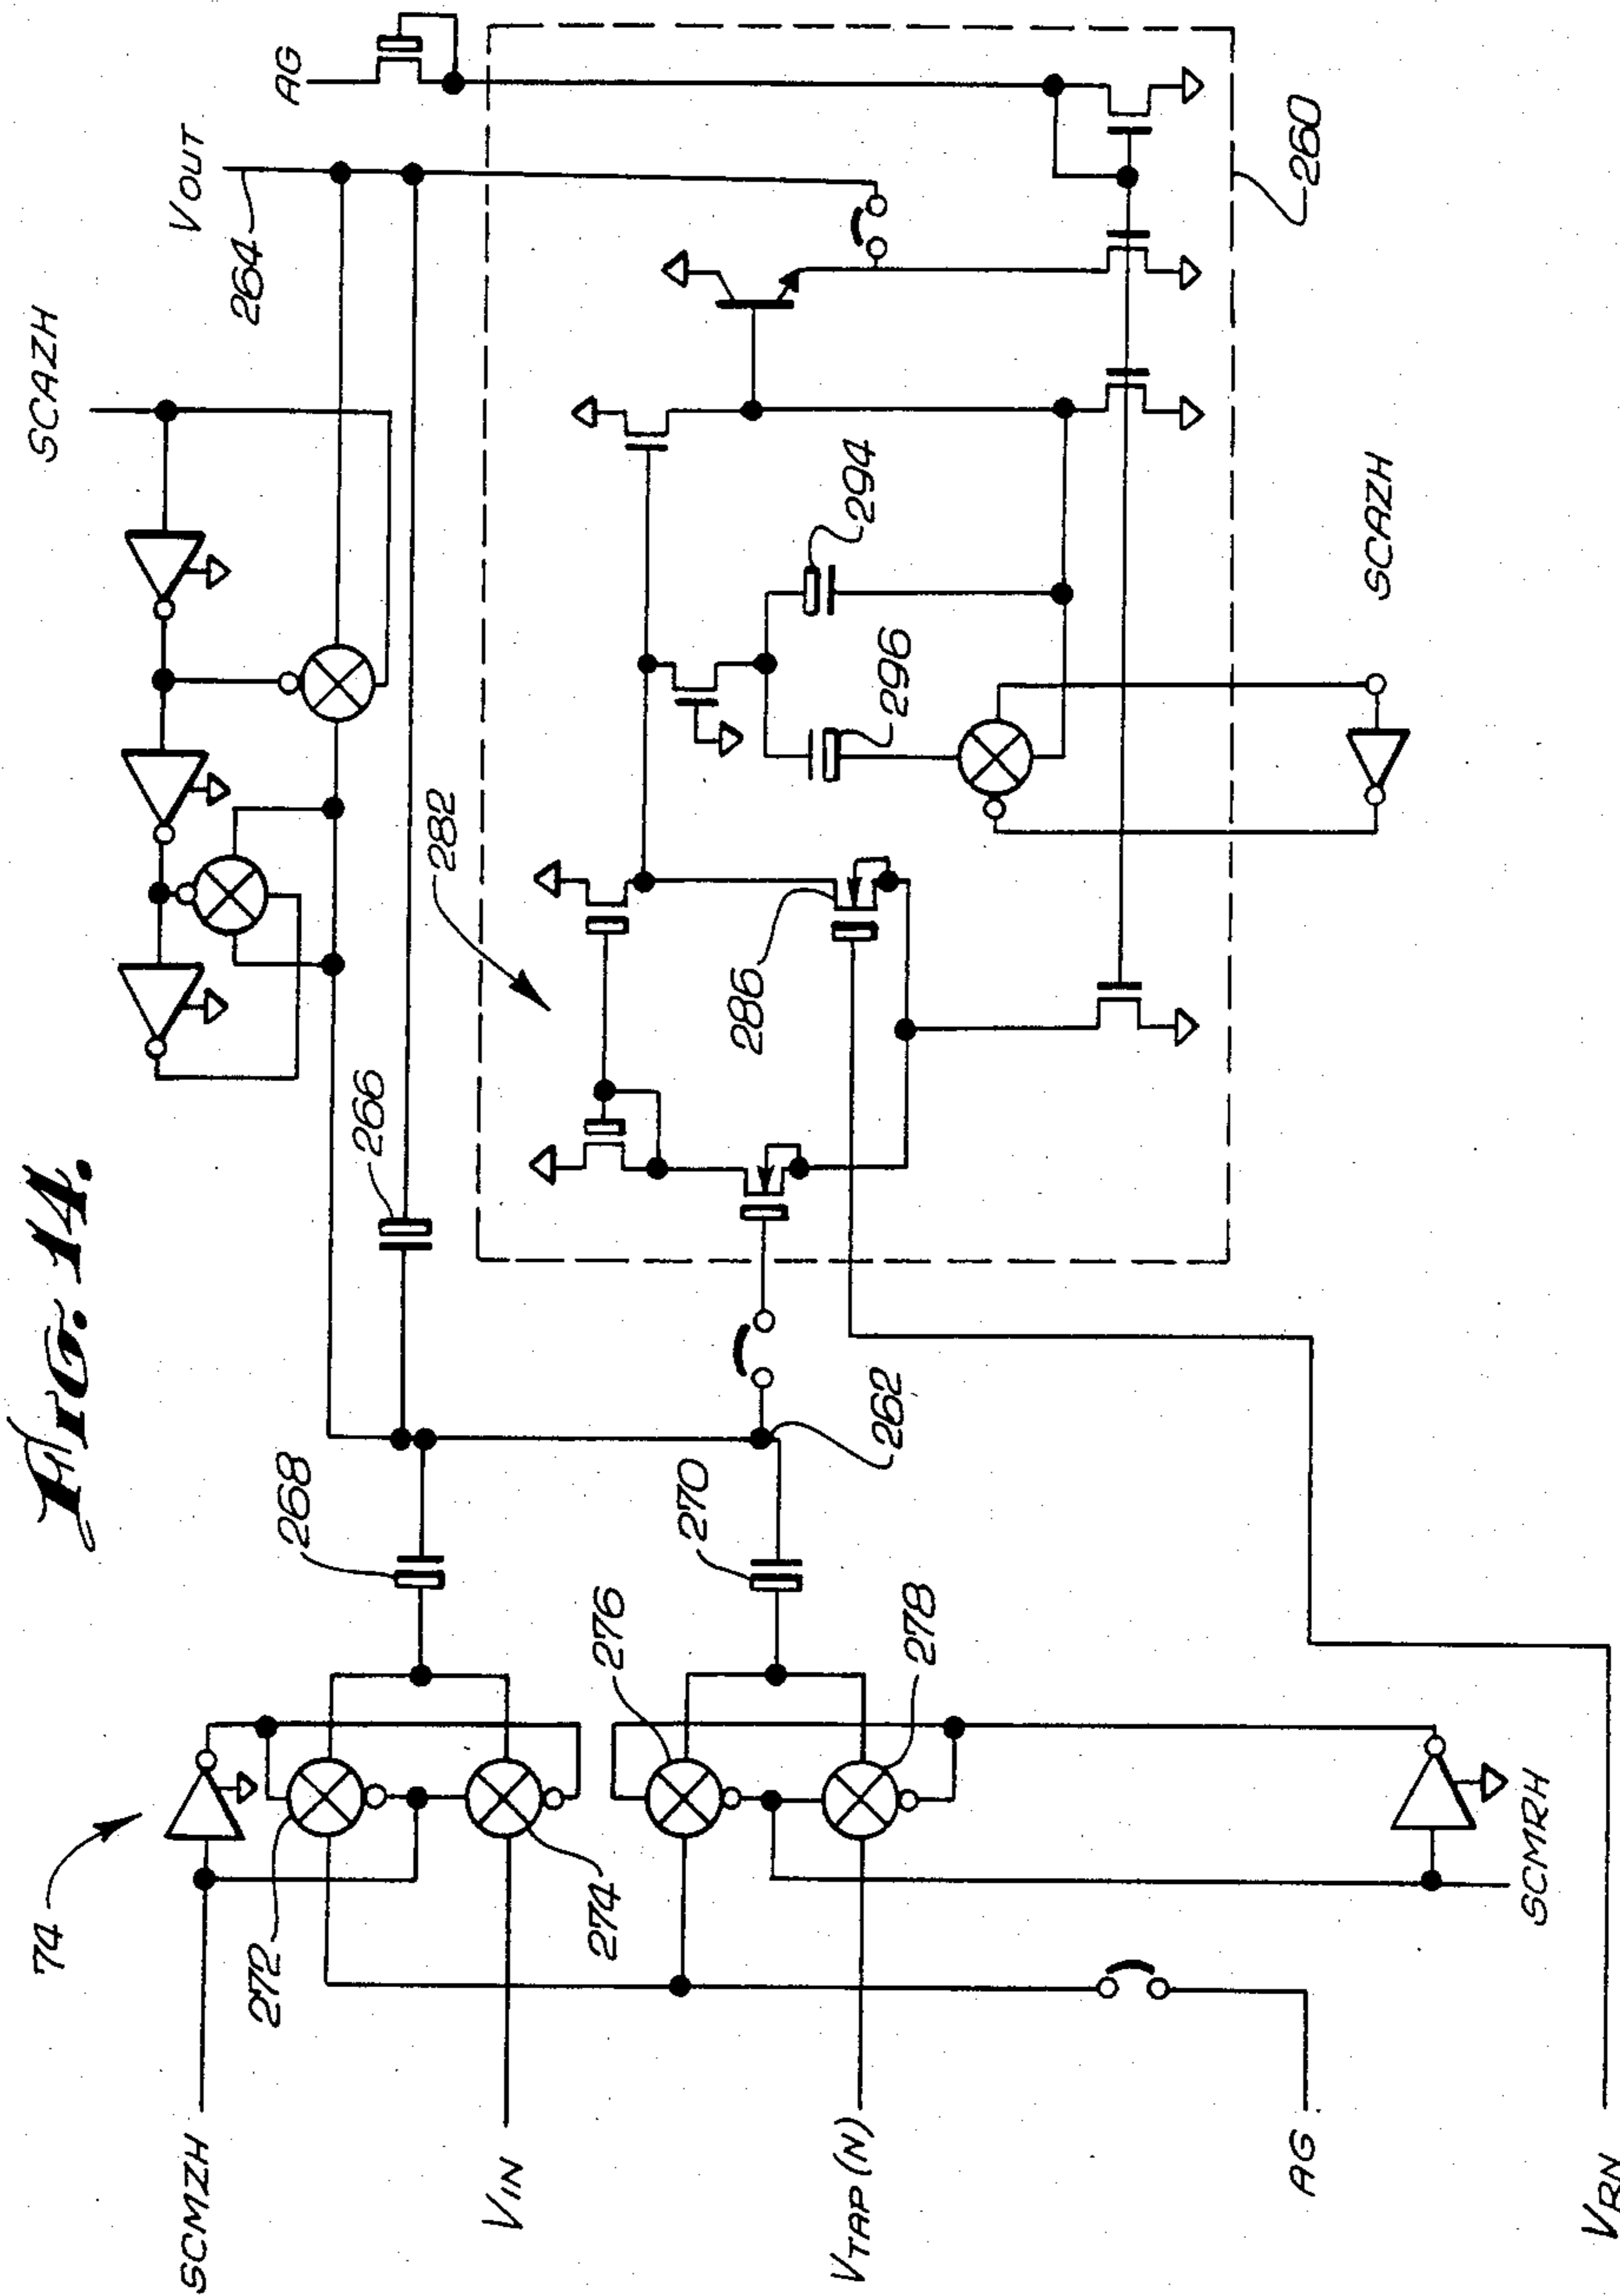 FIG. 14.
SCAZH
VOUT
264
AG
266
282
268
74
SCMZH
272
274
VIN
276
270
278
VTAP (N)
262
286
296
294
260
SCAZH
AG
SCMRH
VRN